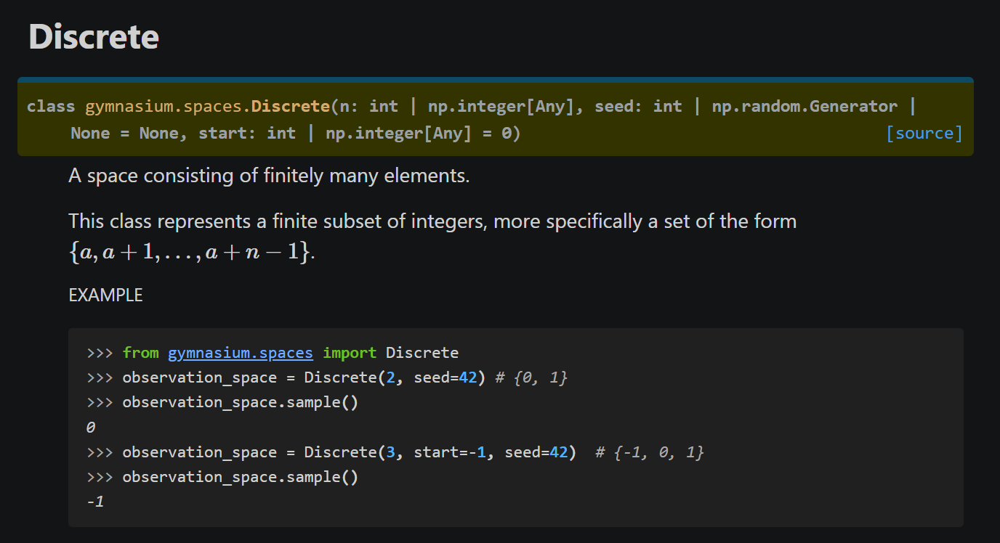 Discrete
class gymnasium.spaces.Discrete(n: int | np.integer[Any], seed: int | np.random.Generator |
None = None, start: int | np.integer[Any] = 0)
[source]
A space consisting of finitely many elements.
This class represents a finite subset of integers, more specifically a set of the form
{a, a + 1, . . . , a + n − 1}.
EXAMPLE
>>> from gymnasium.spaces import Discrete
>>> observation_space = Discrete(2, seed=42) # {0, 1}
>>> observation_space.sample()
0
>>> observation_space = Discrete(3, start=-1, seed=42)  # {-1, 0, 1}
>>> observation_space.sample()
-1